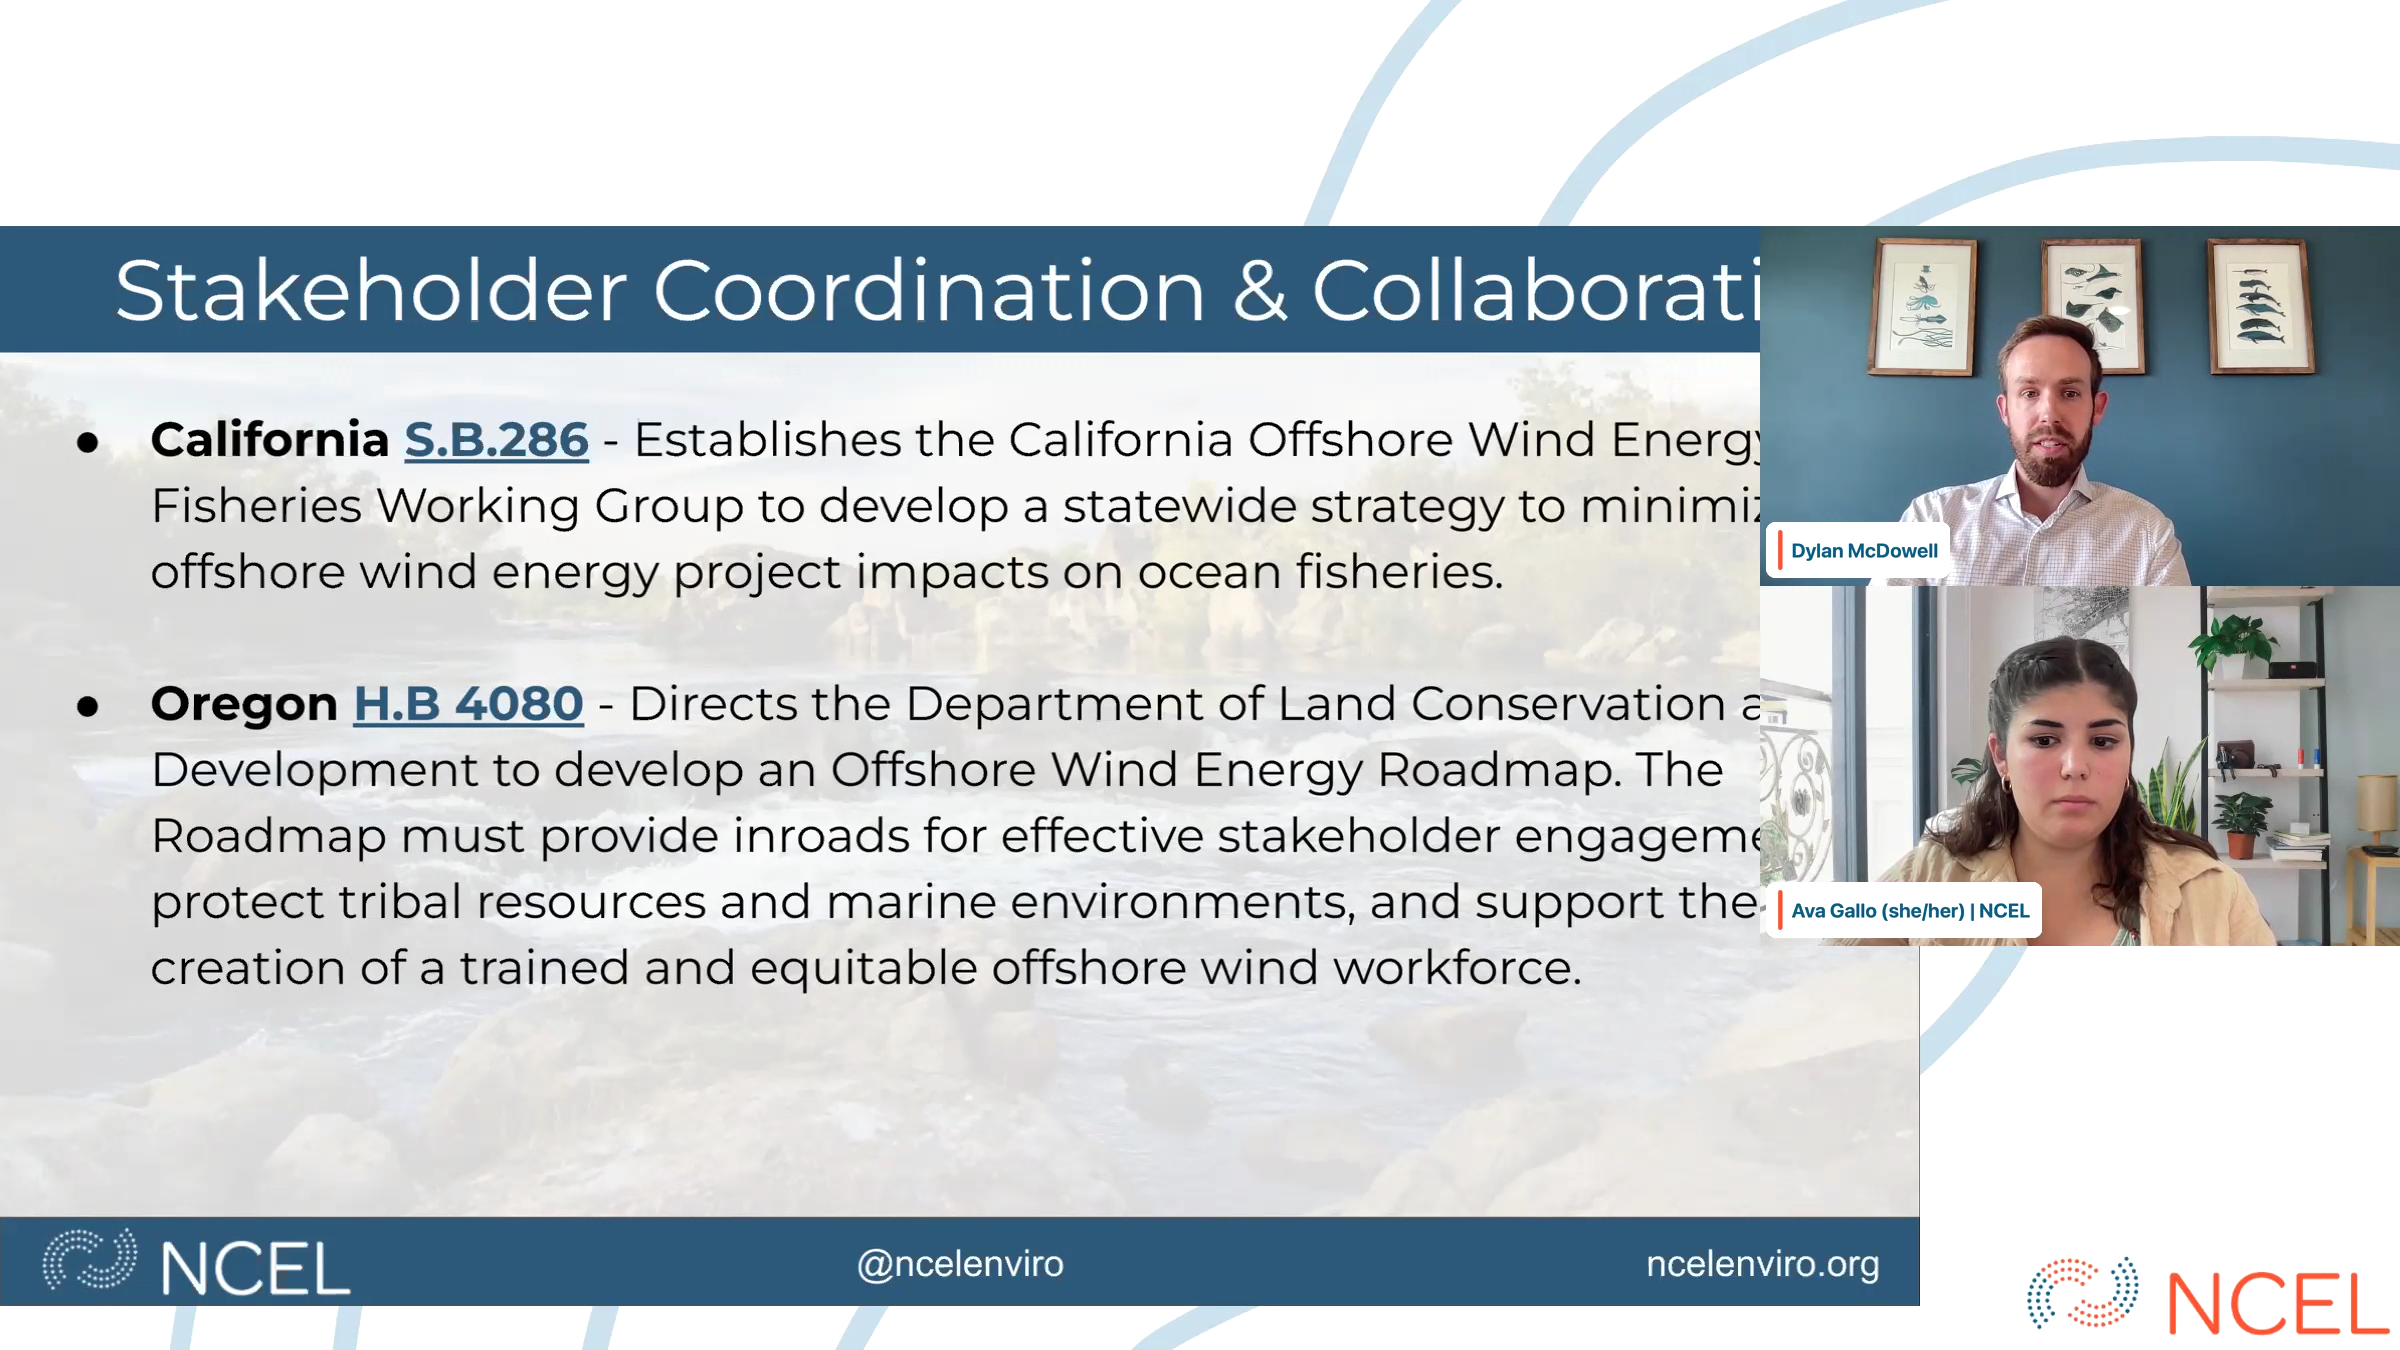 Stakeholder Coordination & Collaborati
● California S.B.286 - Establishes the California Offshore Wind Energy
Fisheries Working Group to develop a statewide strategy to minimiz
offshore wind energy project impacts on ocean fisheries.
● Oregon H.B 4080 - Directs the Department of Land Conservation a
Development to develop an Offshore Wind Energy Roadmap. The
Roadmap must provide inroads for effective stakeholder engageme
protect tribal resources and marine environments, and support the
creation of a trained and equitable offshore wind workforce.
NCEL
@ncelenviro
ncelenviro.org
Dylan McDowell
Ava Gallo (she/her) | NCEL
NCEL